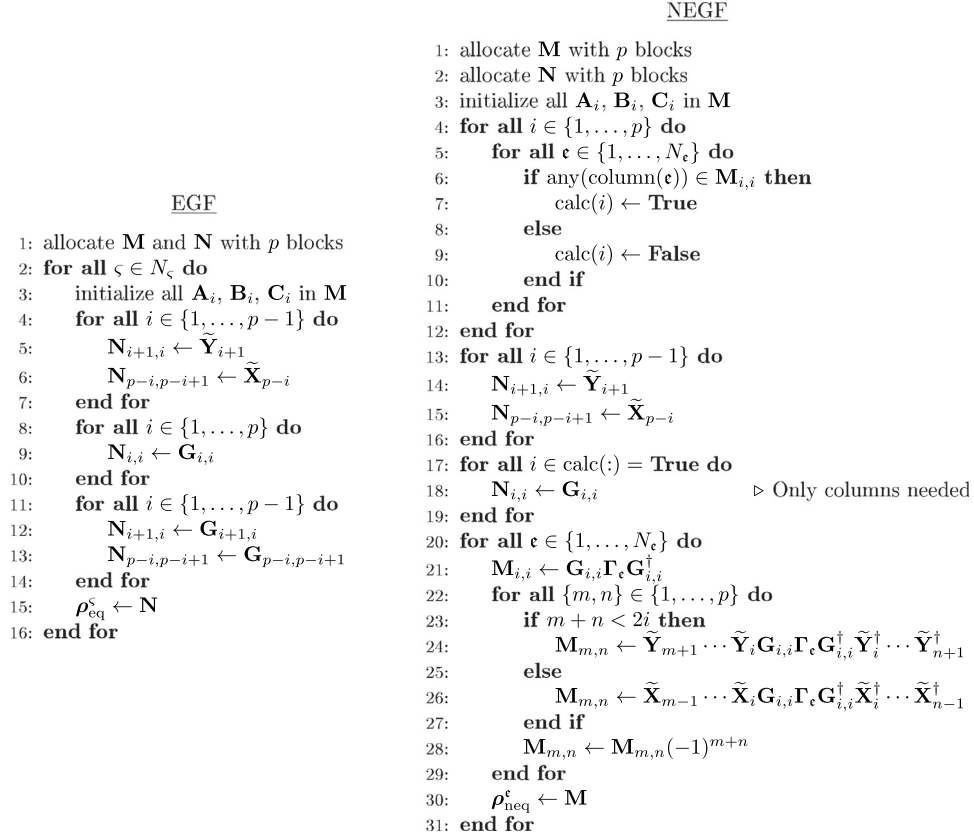 EGF
1: allocate M and N with p blocks
2: for all ς ∈ N_ς do
3: initialize all A_i, B_i, C_i in M
4: for all i ∈ {1, …, p − 1} do
5: N_{i+1,i} ← Ỹ_{i+1}
6: N_{p−i,p−i+1} ← X̃_{p−i}
7: end for
8: for all i ∈ {1, …, p} do
9: N_{i,i} ← G_{i,i}
10: end for
11: for all i ∈ {1, …, p − 1} do
12: N_{i+1,i} ← G_{i+1,i}
13: N_{p−i,p−i+1} ← G_{p−i,p−i+1}
14: end for
15: ρ_{eq}^ς ← N
16: end for
NEGF
1: allocate M with p blocks
2: allocate N with p blocks
3: initialize all A_i, B_i, C_i in M
4: for all i ∈ {1, …, p} do
5: for all 𝔢 ∈ {1, …, N_𝔢} do
6: if any(column(𝔢)) ∈ M_{i,i} then
7: calc(i) ← True
8: else
9: calc(i) ← False
10: end if
11: end for
12: end for
13: for all i ∈ {1, …, p − 1} do
14: N_{i+1,i} ← Ỹ_{i+1}
15: N_{p−i,p−i+1} ← X̃_{p−i}
16: end for
17: for all i ∈ calc(:) = True do
18: N_{i,i} ← G_{i,i} ▷ Only columns needed
19: end for
20: for all 𝔢 ∈ {1, …, N_𝔢} do
21: M_{i,i} ← G_{i,i}Γ_𝔢G_{i,i}^†
22: for all {m, n} ∈ {1, …, p} do
23: if m + n < 2i then
24: M_{m,n} ← Ỹ_{m+1} ⋯ Ỹ_iG_{i,i}Γ_𝔢G_{i,i}^†Ỹ_i^† ⋯ Ỹ_{n+1}^†
25: else
26: M_{m,n} ← X̃_{m−1} ⋯ X̃_iG_{i,i}Γ_𝔢G_{i,i}^†X̃_i^† ⋯ X̃_{n−1}^†
27: end if
28: M_{m,n} ← M_{m,n}(−1)^{m+n}
29: end for
30: ρ_{neq}^𝔢 ← M
31: end for